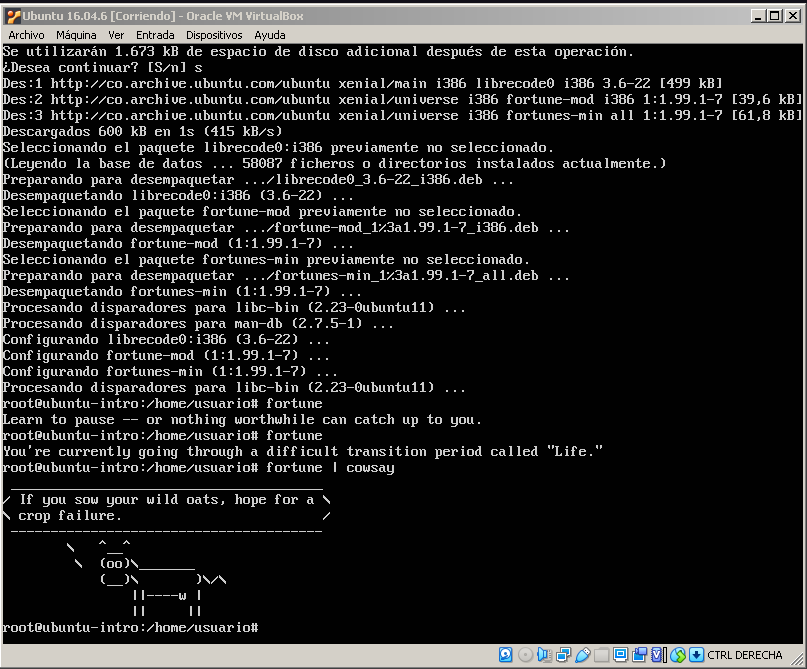 Ubuntu 16.04.6 [Corriendo] - Oracle VM VirtualBox
Archivo Máquina Ver Entrada Dispositivos Ayuda
Se utilizarán 1.673 kB de espacio de disco adicional después de esta operación.
¿Desea continuar? [S/n] s
Des:1 http://co.archive.ubuntu.com/ubuntu xenial/main i386 librecode0 i386 3.6-22 [499 kB]
Des:2 http://co.archive.ubuntu.com/ubuntu xenial/universe i386 fortune-mod i386 1:1.99.1-7 [39,6 kB]
Des:3 http://co.archive.ubuntu.com/ubuntu xenial/universe i386 fortunes-min all 1:1.99.1-7 [61,8 kB]
Descargados 600 kB en 1s (415 kB/s)
Seleccionando el paquete librecode0:i386 previamente no seleccionado.
(Leyendo la base de datos ... 58087 ficheros o directorios instalados actualmente.)
Preparando para desempaquetar .../librecode0_3.6-22_i386.deb ...
Desempaquetando librecode0:i386 (3.6-22) ...
Seleccionando el paquete fortune-mod previamente no seleccionado.
Preparando para desempaquetar .../fortune-mod_1%3a1.99.1-7_i386.deb ...
Desempaquetando fortune-mod (1:1.99.1-7) ...
Seleccionando el paquete fortunes-min previamente no seleccionado.
Preparando para desempaquetar .../fortunes-min_1%3a1.99.1-7_all.deb ...
Desempaquetando fortunes-min (1:1.99.1-7) ...
Procesando disparadores para libc-bin (2.23-0ubuntu11) ...
Procesando disparadores para man-db (2.7.5-1) ...
Configurando librecode0:i386 (3.6-22) ...
Configurando fortune-mod (1:1.99.1-7) ...
Configurando fortunes-min (1:1.99.1-7) ...
Procesando disparadores para libc-bin (2.23-0ubuntu11) ...
root@ubuntu-intro:/home/usuario# fortune
Learn to pause -- or nothing worthwhile can catch up to you.
root@ubuntu-intro:/home/usuario# fortune
You're currently going through a difficult transition period called "Life."
root@ubuntu-intro:/home/usuario# fortune | cowsay
 _______________________________________
/ If you sow your wild oats, hope for a \
\ crop failure.                         /
 ---------------------------------------
        \   ^__^
         \  (oo)\_______
            (__)\       )\/\
                ||----w |
                ||     ||
root@ubuntu-intro:/home/usuario#
CTRL DERECHA